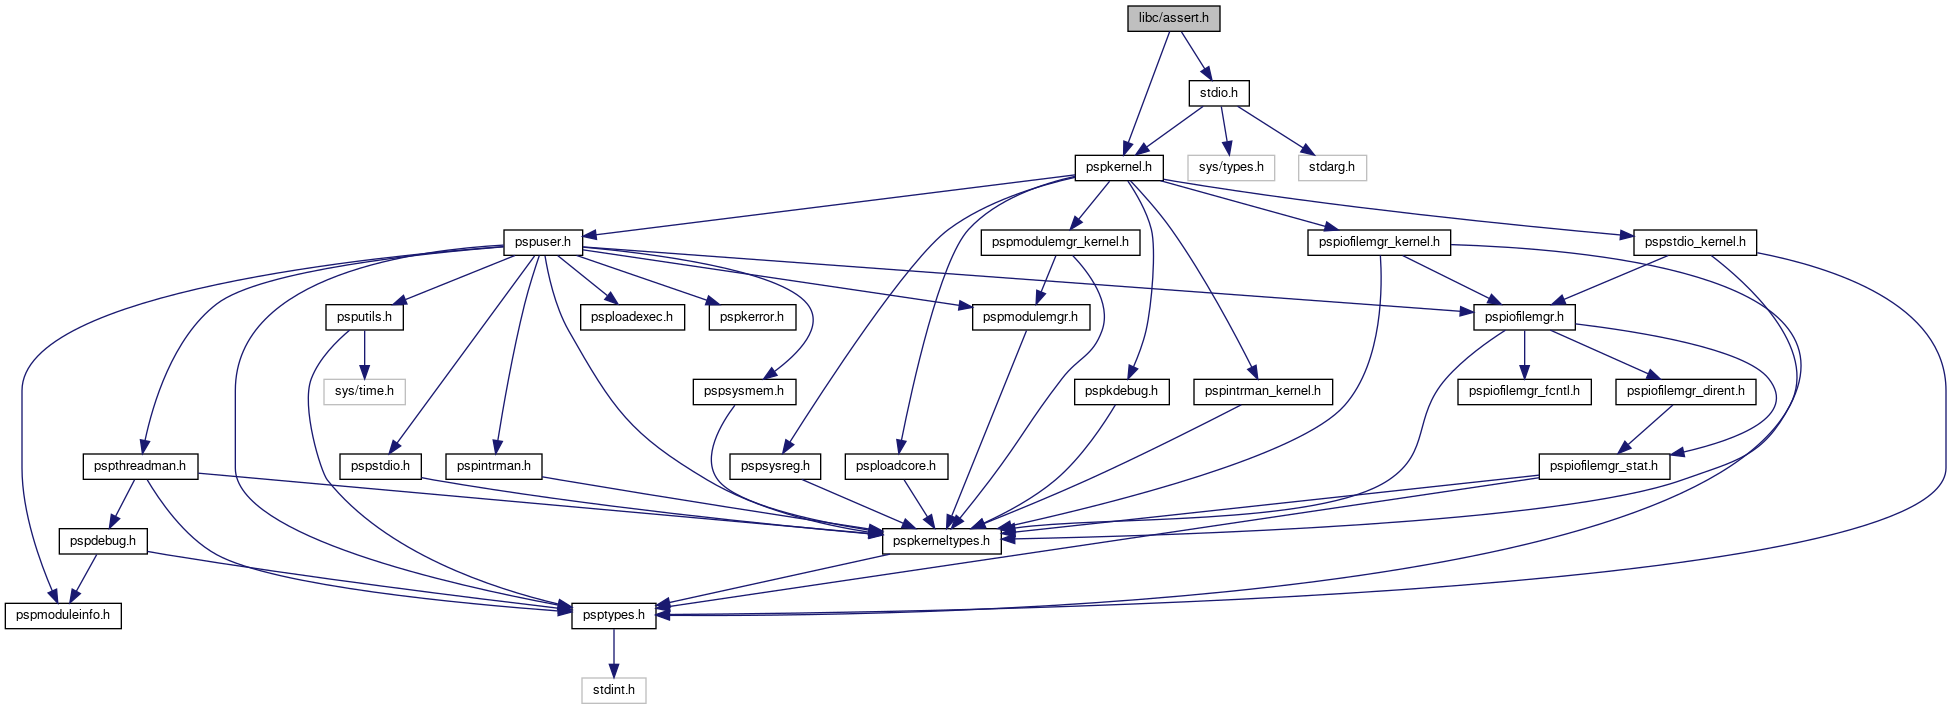 libc/assert.h
stdio.h
pspkernel.h
sys/types.h
stdarg.h
pspuser.h
pspmodulemgr_kernel.h
pspiofilemgr_kernel.h
pspstdio_kernel.h
psputils.h
psploadexec.h
pspkerror.h
pspmodulemgr.h
pspiofilemgr.h
sys/time.h
pspsysmem.h
pspkdebug.h
pspintrman_kernel.h
pspiofilemgr_fcntl.h
pspiofilemgr_dirent.h
pspthreadman.h
pspstdio.h
pspintrman.h
pspsysreg.h
psploadcore.h
pspiofilemgr_stat.h
pspdebug.h
pspkerneltypes.h
pspmoduleinfo.h
psptypes.h
stdint.h